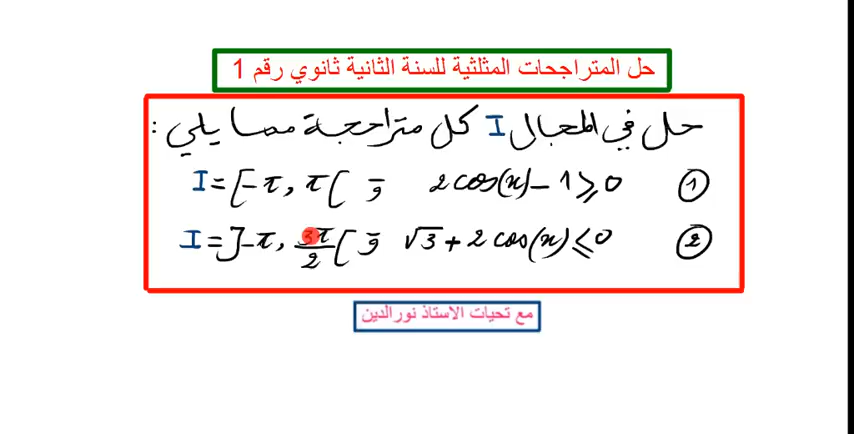 حل المتراجحات المثلثية للسنة الثانية ثانوي رقم 1
حل في المجال I كل متراجحة مما يلي :
① 2cos(x) - 1 ⩾ 0 و I = [-π, π[
② √3 + 2cos(x) ⩽ 0 و I = ]-π, 3π/2[
مع تحيات الاستاذ نورالدين